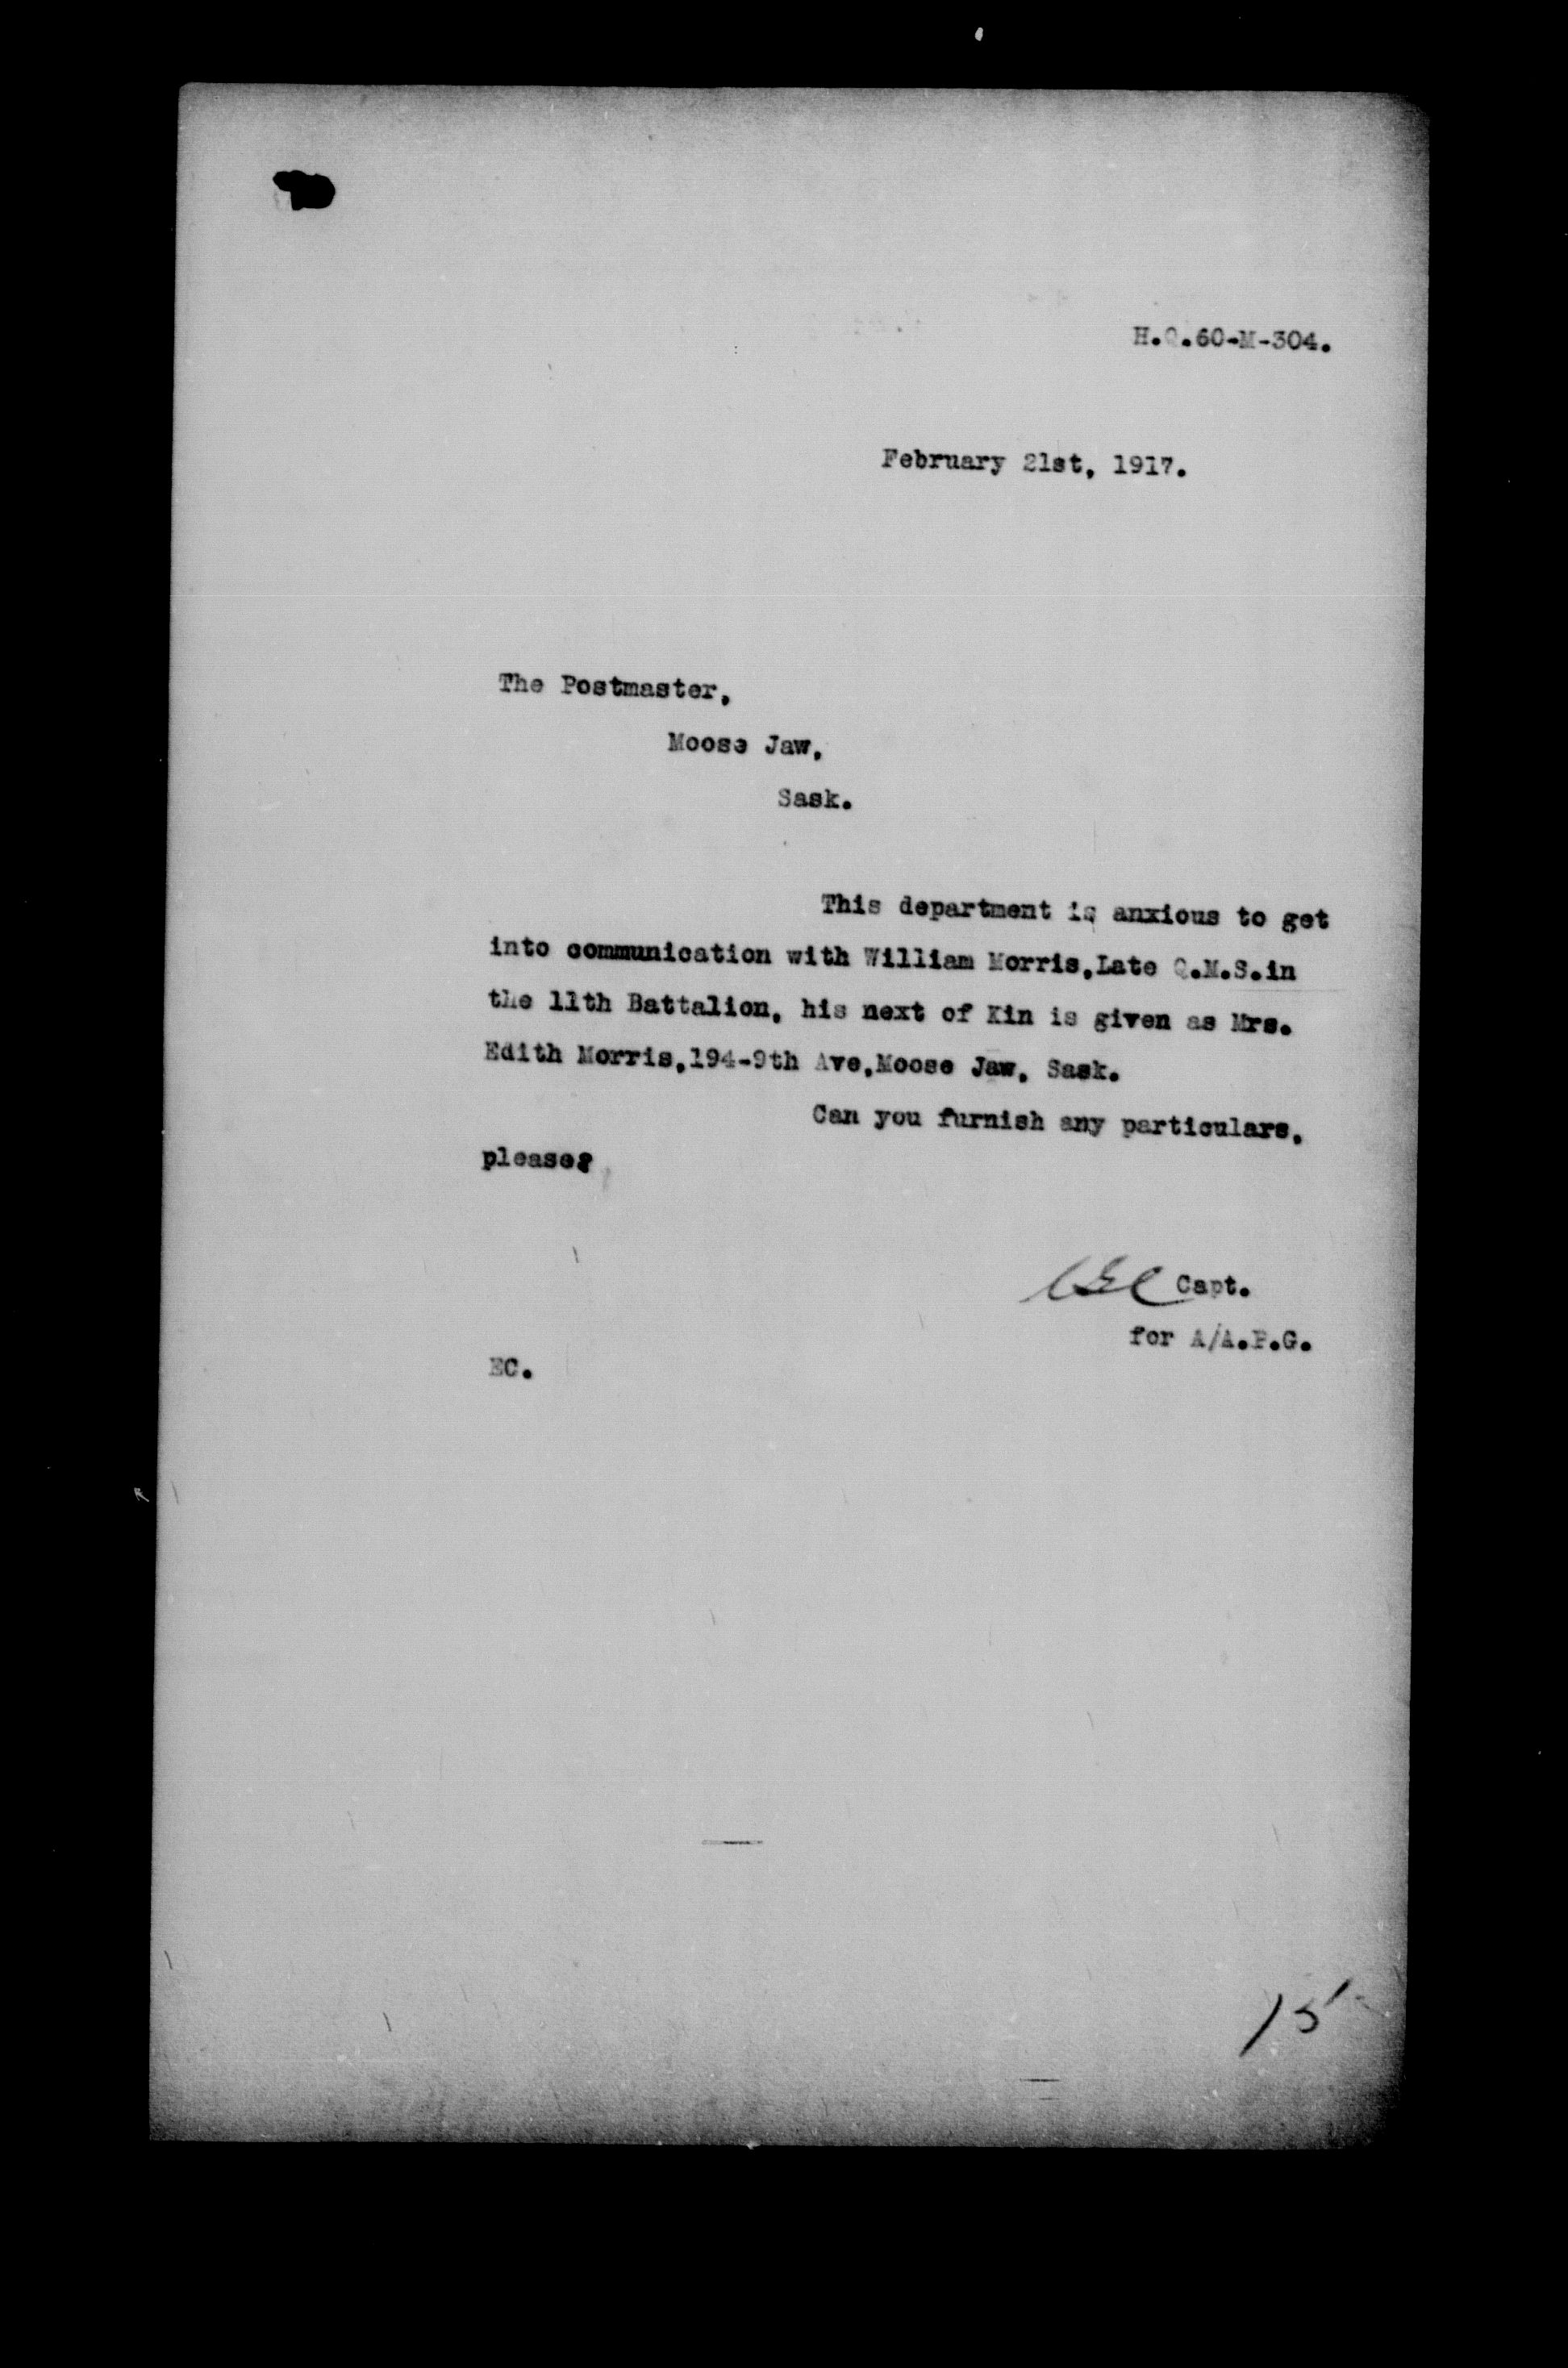 H.Q.60-M-304.
February 21st, 1917.
The Postmaster,
Moose Jaw,
Sask.
This department is anxious to get
into communication with William Morris,Late Q.M.S.in
the 11th Battalion, his next of Kin is given as Mrs.
Edith Morris,194-9th Ave,Moose Jaw, Sask.
Can you furnish any particulars,
please?
Capt.
for A/A.P.G.
EC.
15